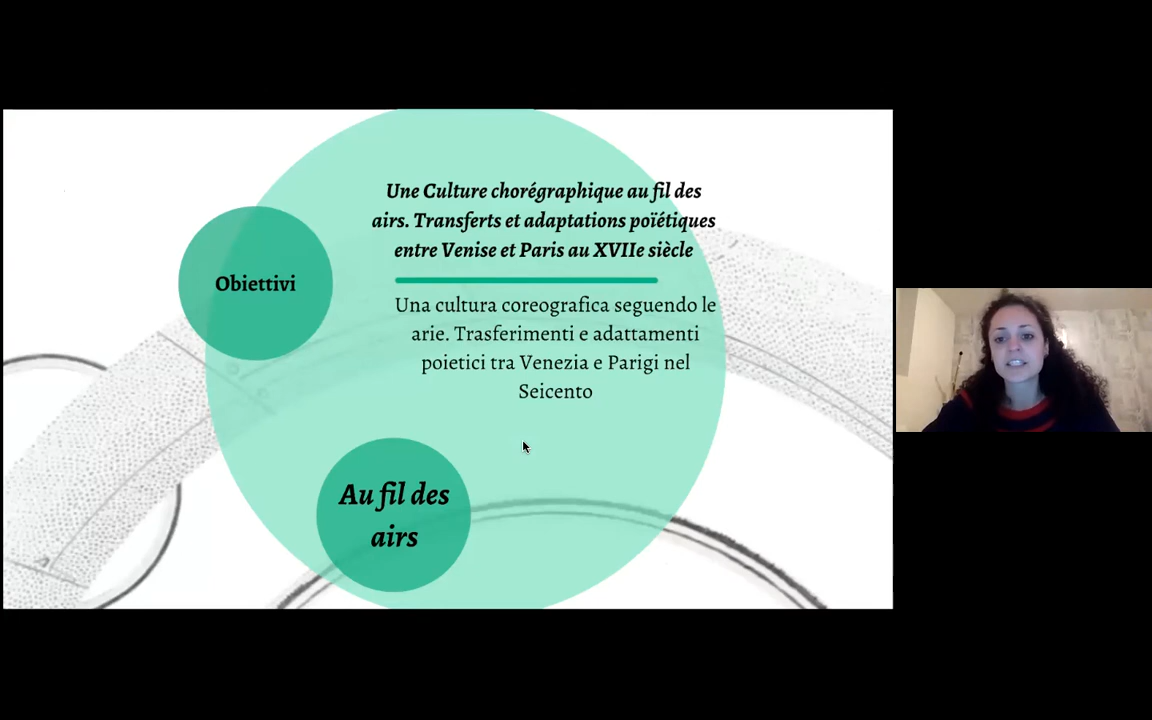 Une Culture chorégraphique au fil des
airs. Transferts et adaptations poïétiques
entre Venise et Paris au XVIIe siècle
Obiettivi
Una cultura coreografica seguendo le
arie. Trasferimenti e adattamenti
poietici tra Venezia e Parigi nel
Seicento
Au fil des
airs